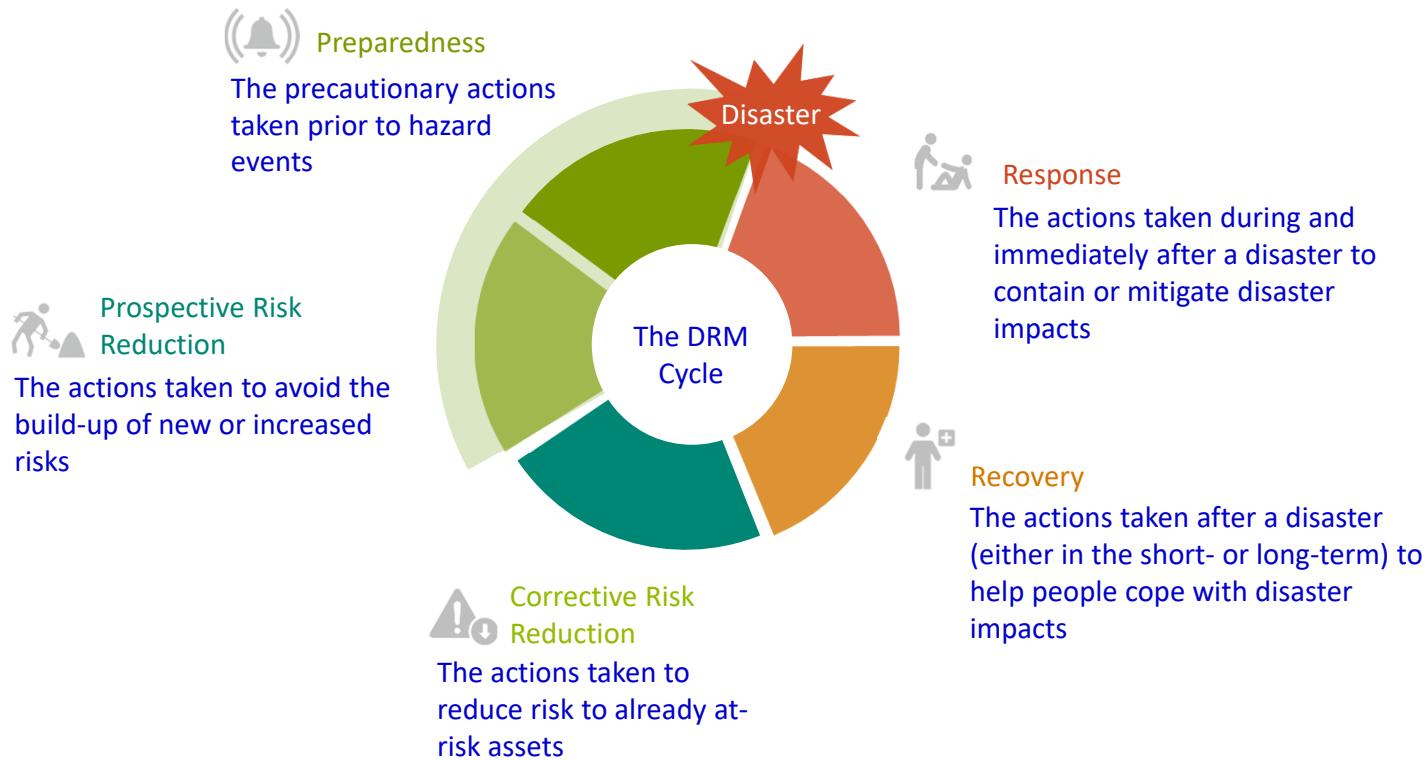 Preparedness
The precautionary actions
taken prior to hazard
events
Disaster
Response
The actions taken during and
immediately after a disaster to
contain or mitigate disaster
impacts
Prospective Risk
Reduction
The actions taken to avoid the
build-up of new or increased
risks
The DRM
Cycle
Recovery
The actions taken after a disaster
(either in the short- or long-term) to
help people cope with disaster
impacts
Corrective Risk
Reduction
The actions taken to
reduce risk to already at-
risk assets